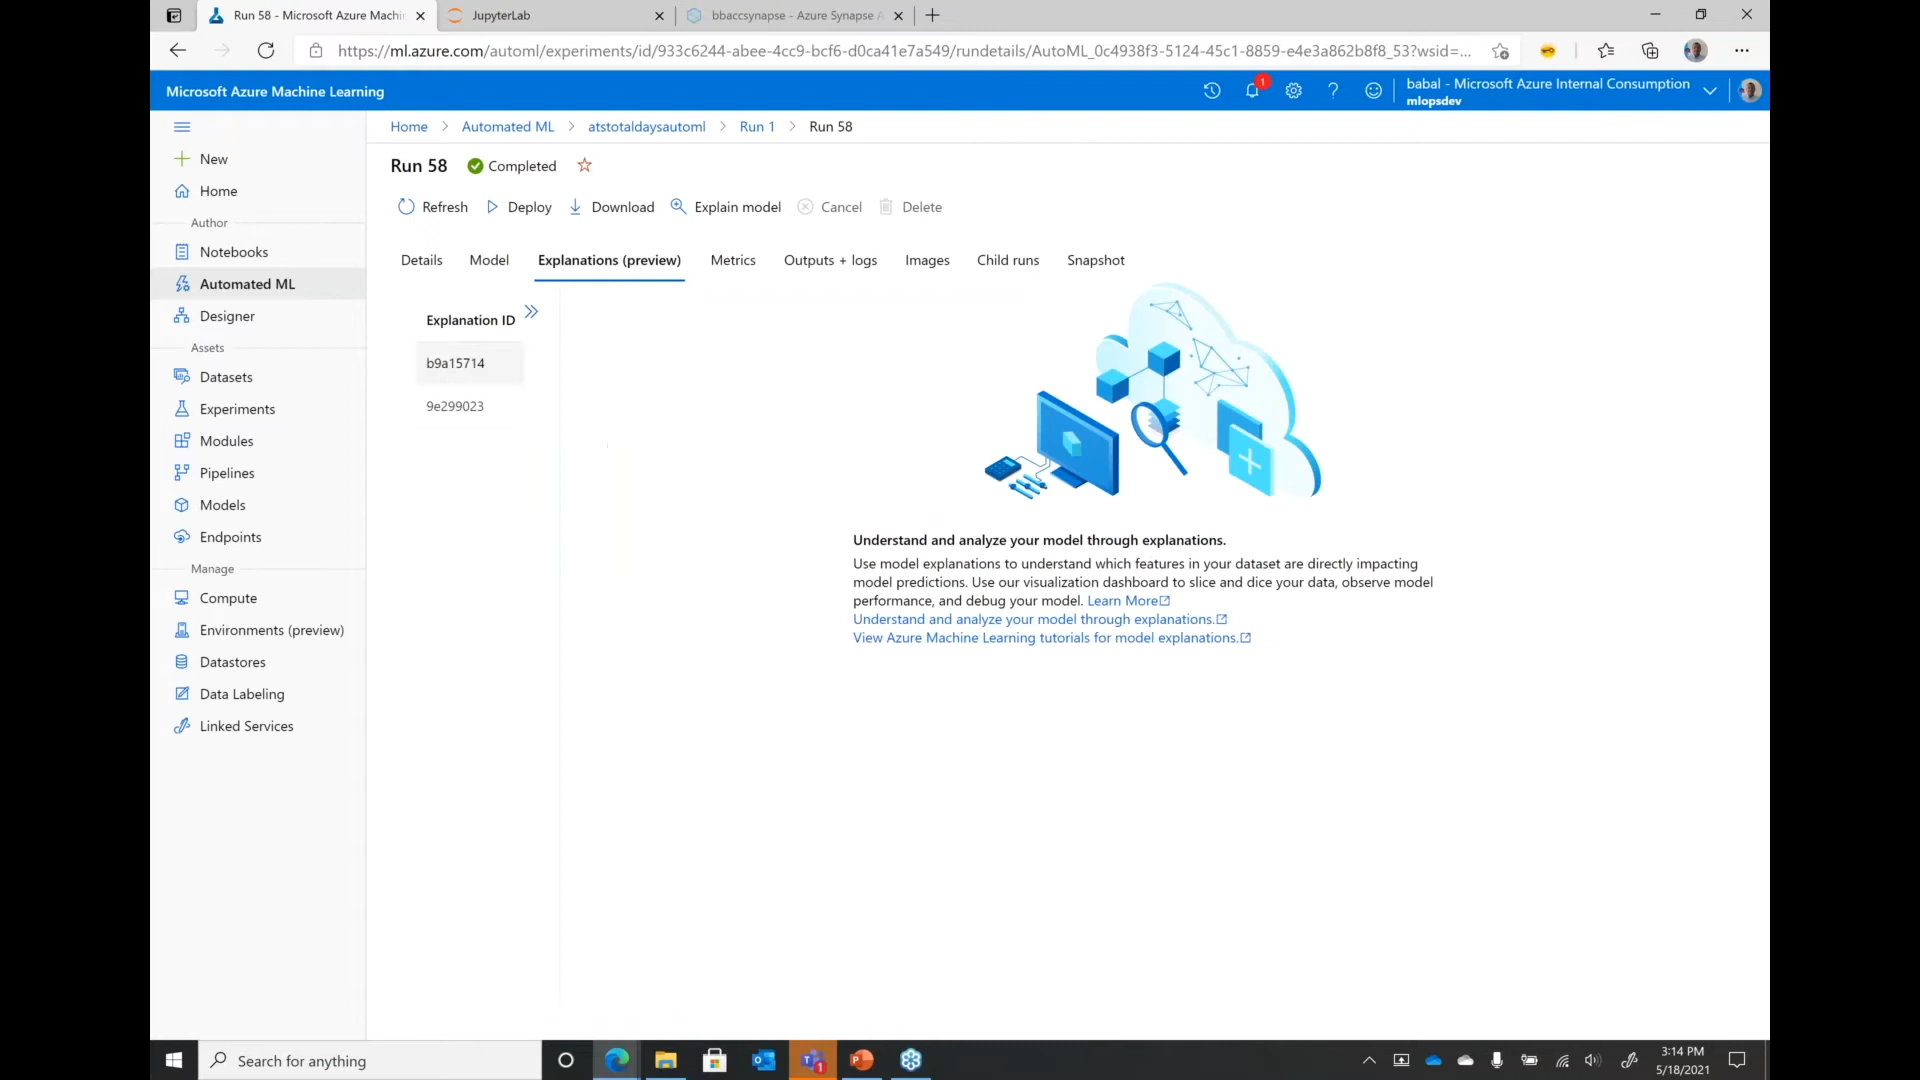 Run 58 - Microsoft Azure Machin
JupyterLab
bbaccsynapse - Azure Synapse A
https://ml.azure.com/automl/experiments/id/933c6244-abee-4cc9-bcf6-d0ca41e7a549/rundetails/AutoML_0c4938f3-5124-45c1-8859-e4e3a862b8f8_53?wsid=...
Microsoft Azure Machine Learning
1
babal - Microsoft Azure Internal Consumption
mlopsdev
Home > Automated ML > atstotaldaysautoml > Run 1 > Run 58
New
Home
Author
Notebooks
Automated ML
Designer
Assets
Datasets
Experiments
Modules
Pipelines
Models
Endpoints
Manage
Compute
Environments (preview)
Datastores
Data Labeling
Linked Services
Run 58 Completed
Refresh Deploy Download Explain model Cancel Delete
Details Model Explanations (preview) Metrics Outputs + logs Images Child runs Snapshot
Explanation ID
b9a15714
9e299023
Understand and analyze your model through explanations.
Use model explanations to understand which features in your dataset are directly impacting
model predictions. Use our visualization dashboard to slice and dice your data, observe model
performance, and debug your model. Learn More
Understand and analyze your model through explanations.
View Azure Machine Learning tutorials for model explanations.
Search for anything
1
3:14 PM
5/18/2021